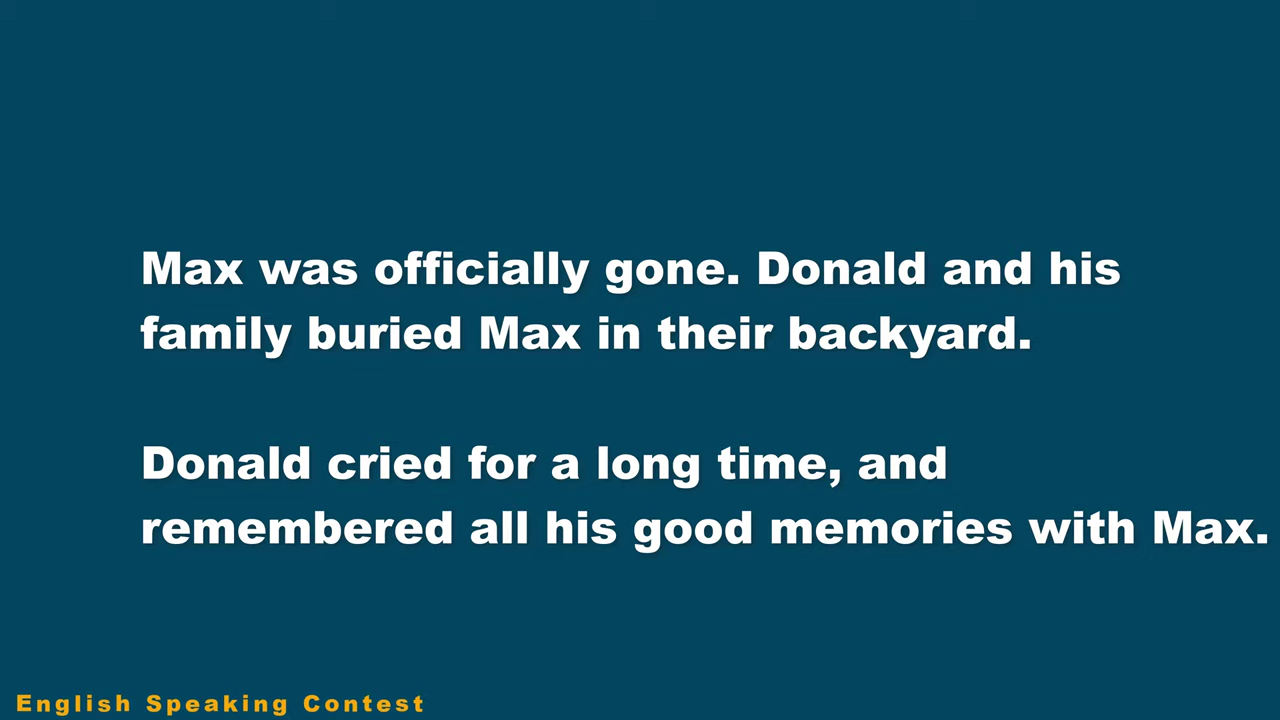 Max was officially gone. Donald and his
family buried Max in their backyard.
Donald cried for a long time, and
remembered all his good memories with Max.
English Speaking Contest